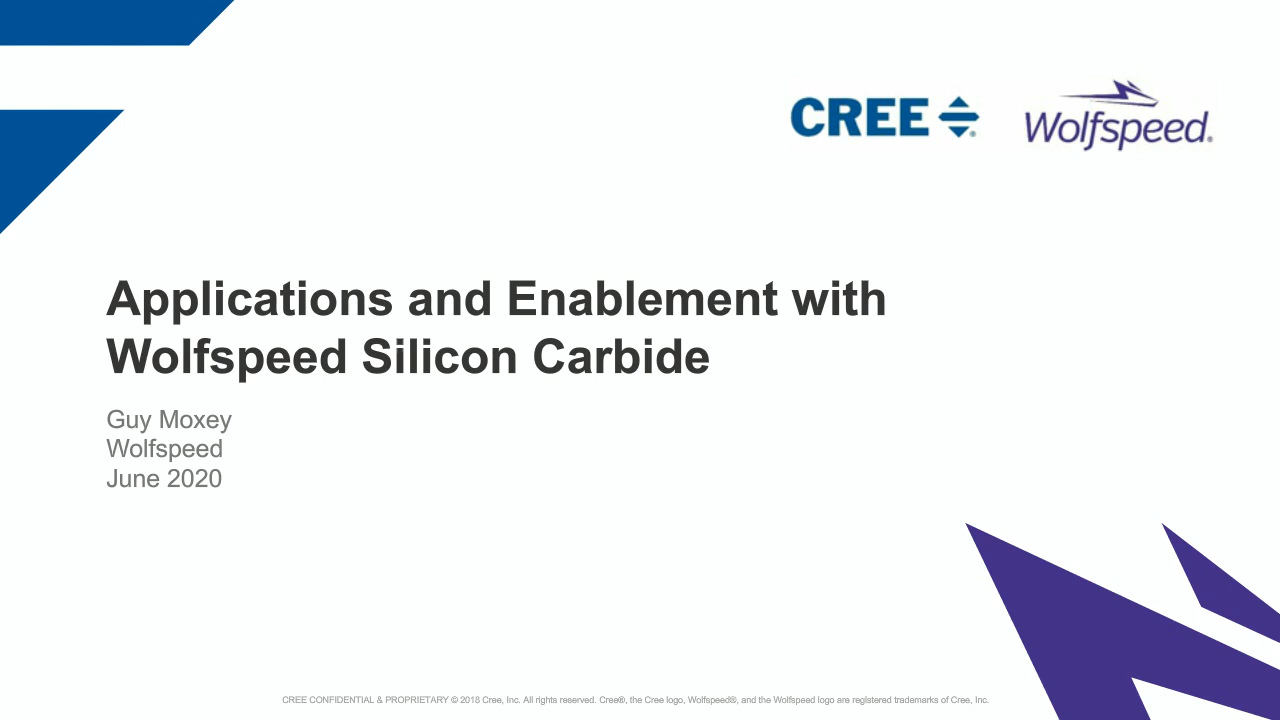 CREE
Wolfspeed
Applications and Enablement with
Wolfspeed Silicon Carbide
Guy Moxey
Wolfspeed
June 2020
CREE CONFIDENTIAL & PROPRIETARY © 2018 Cree, Inc. All rights reserved. Cree®, the Cree logo, Wolfspeed®, and the Wolfspeed logo are registered trademarks of Cree, Inc.